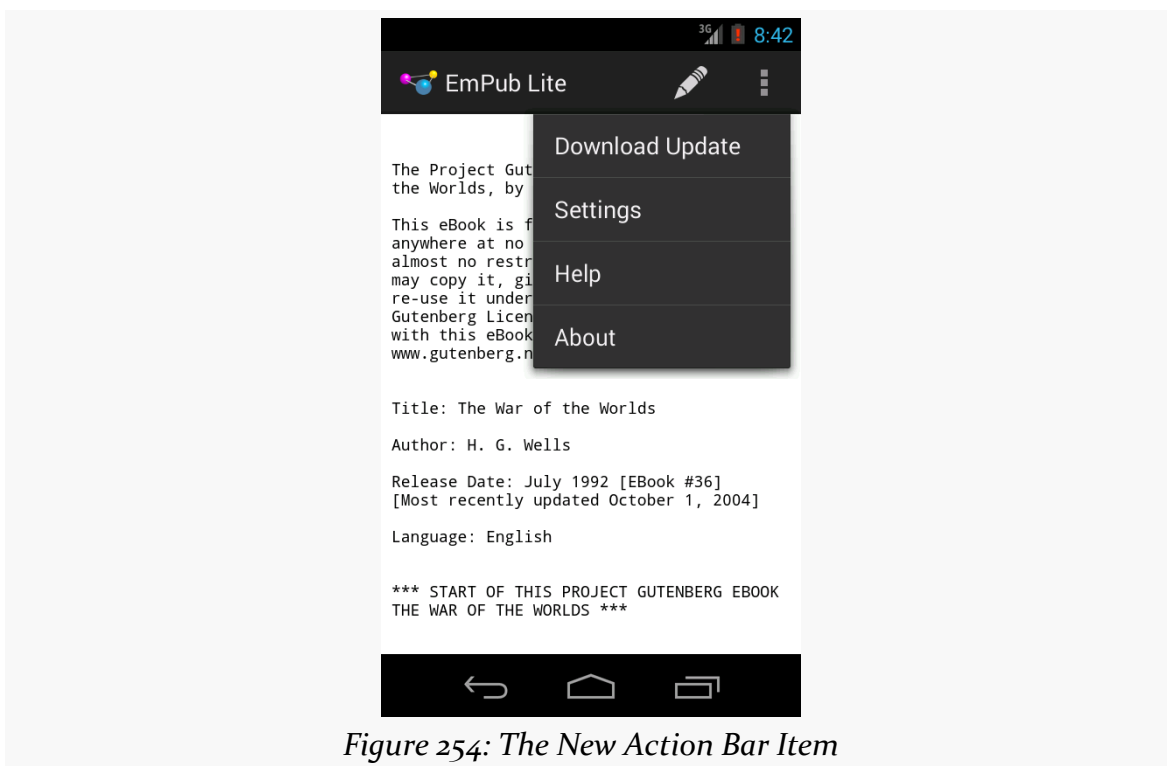 3G 8:42
EmPub Lite
Download Update
Settings
Help
About
The Project Gut
the Worlds, by
This eBook is f
anywhere at no
almost no restr
may copy it, gi
re-use it under
Gutenberg Licen
with this eBook
www.gutenberg.n
Title: The War of the Worlds
Author: H. G. Wells
Release Date: July 1992 [EBook #36]
[Most recently updated October 1, 2004]
Language: English
*** START OF THIS PROJECT GUTENBERG EBOOK
THE WAR OF THE WORLDS ***
Figure 254: The New Action Bar Item